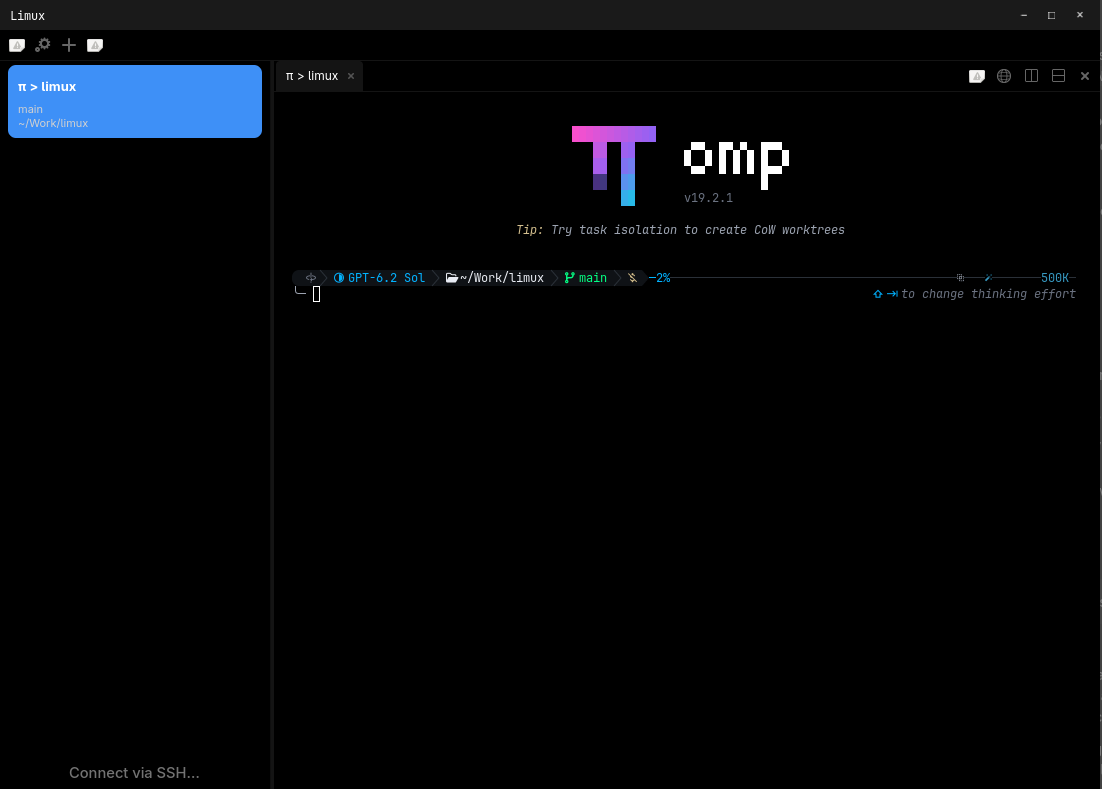 Limux
π > limux
main
~/Work/limux
π > limux ×
omp
v19.2.1
Tip: Try task isolation to create CoW worktrees
GPT-6.2 Sol ~/Work/limux main 2% 500K
to change thinking effort
Connect via SSH...